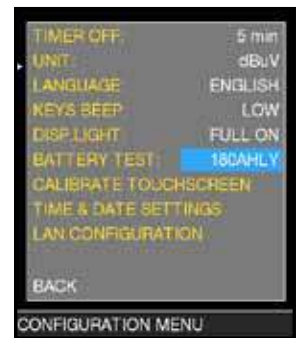 TIMER OFF: 5 min
UNIT: dBuV
LANGUAGE ENGLISH
KEYS BEEP LOW
DISP.LIGHT FULL ON
BATTERY TEST: 180AHLY
CALIBRATE TOUCHSCREEN
TIME & DATE SETTINGS
LAN CONFIGURATION
BACK
CONFIGURATION MENU